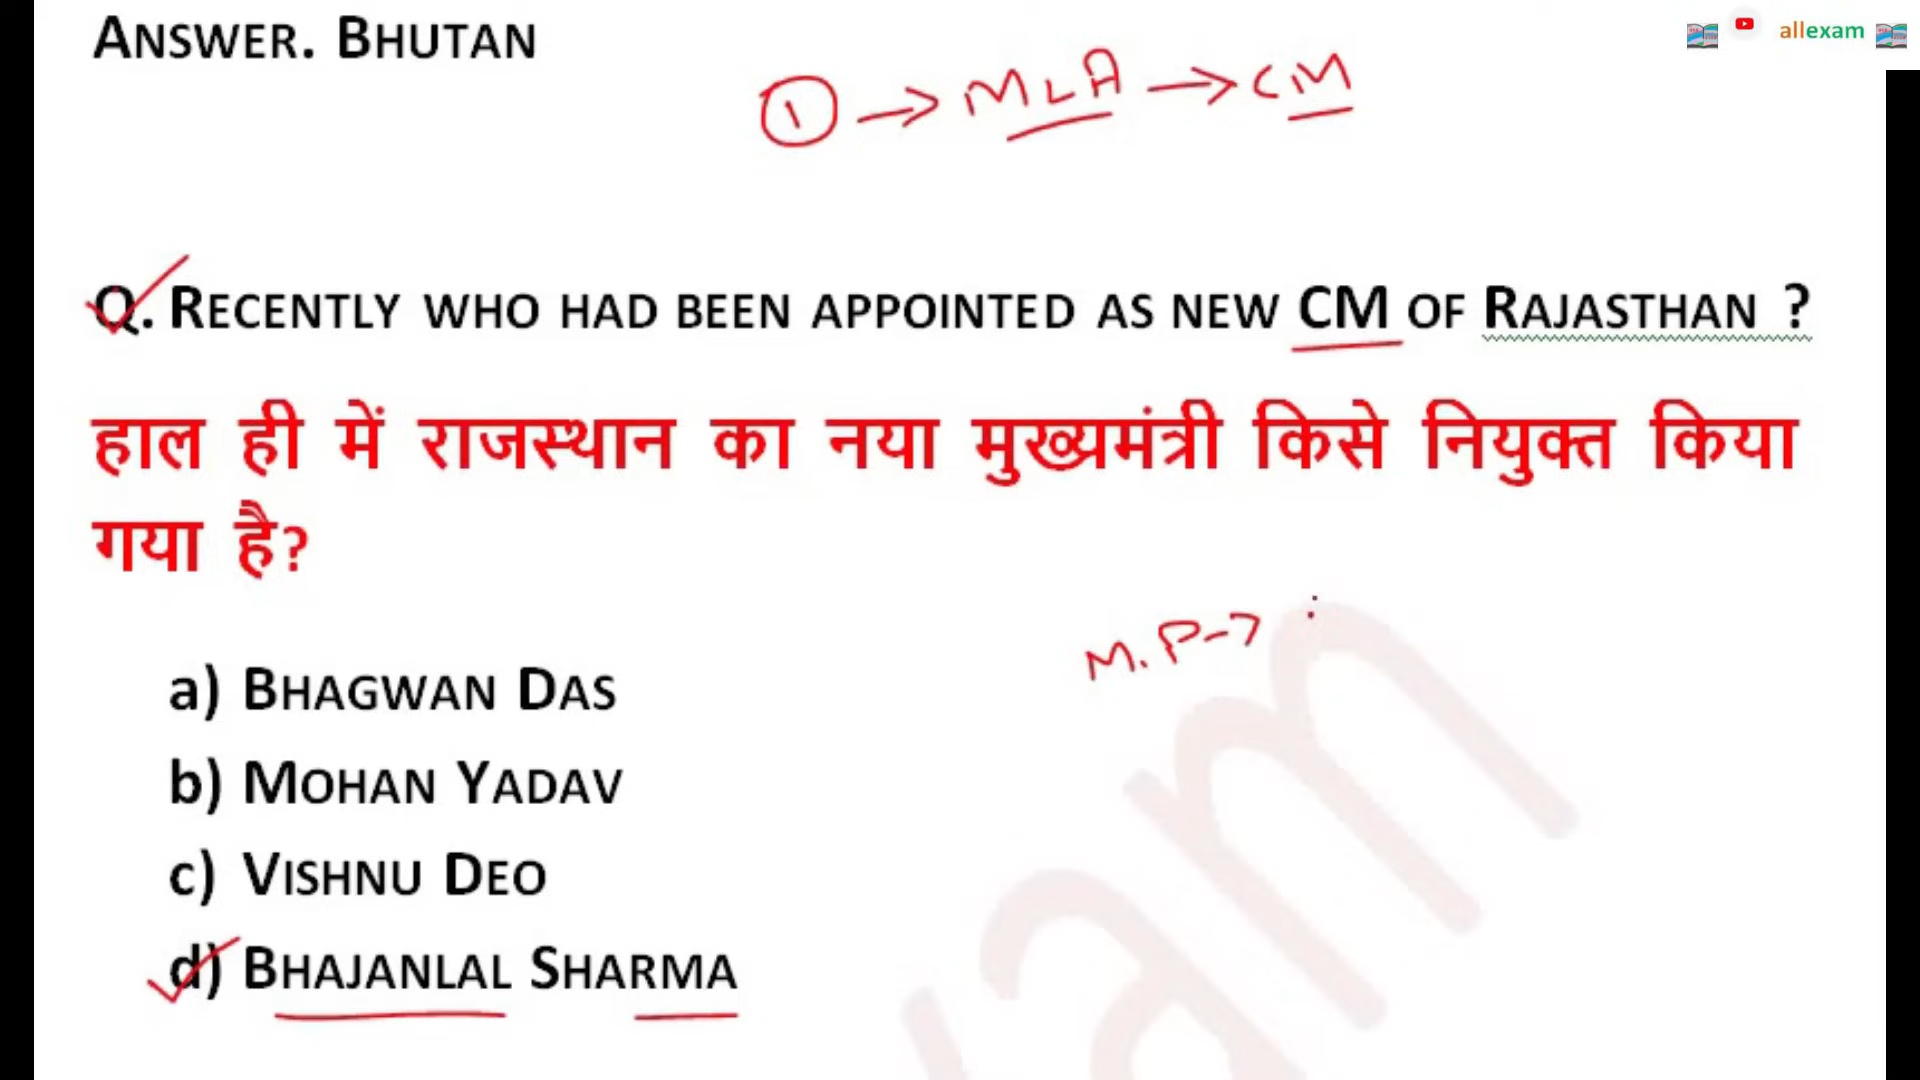 allexam
ANSWER. BHUTAN
1 → MLA → CM
Q. RECENTLY WHO HAD BEEN APPOINTED AS NEW CM OF RAJASTHAN ?
हाल ही में राजस्थान का नया मुख्यमंत्री किसे नियुक्त किया
गया है?
M.P →
a) BHAGWAN DAS
b) MOHAN YADAV
c) VISHNU DEO
d) BHAJANLAL SHARMA